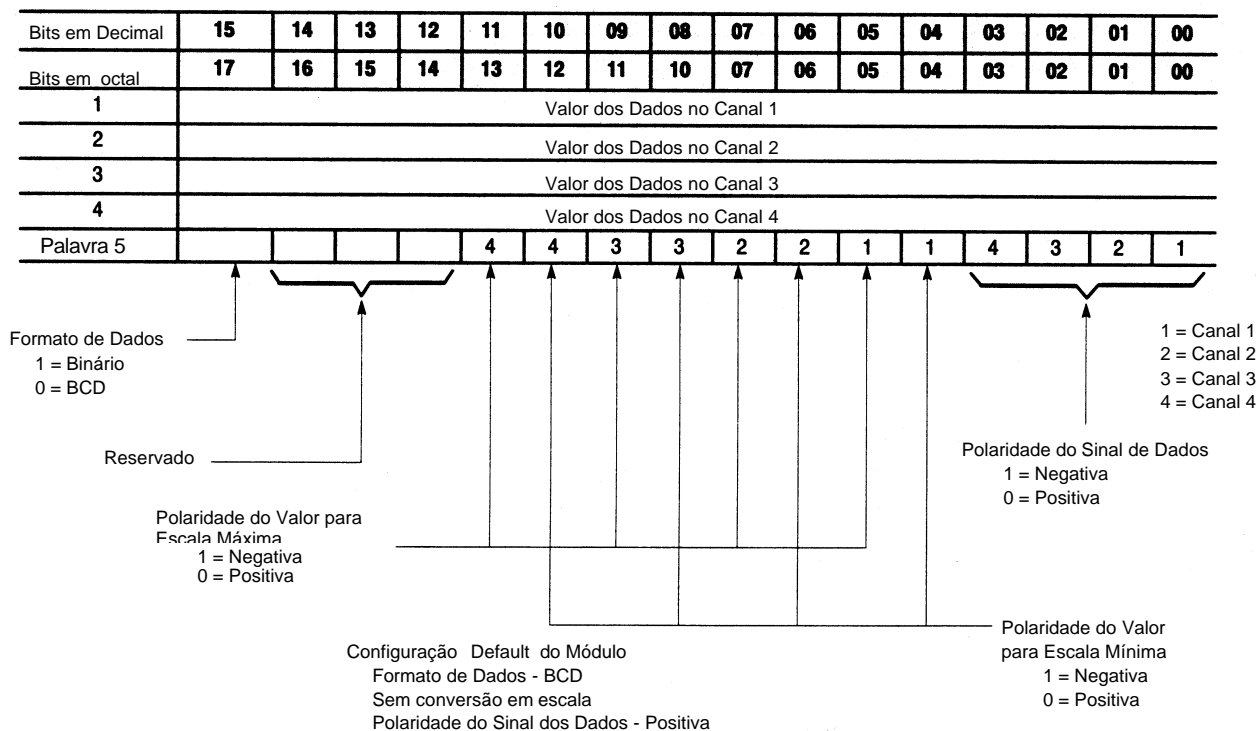 Bits em Decimal 15 14 13 12 11 10 09 08 07 06 05 04 03 02 01 00
Bits em octal 17 16 15 14 13 12 11 10 07 06 05 04 03 02 01 00
1 Valor dos Dados no Canal 1
2 Valor dos Dados no Canal 2
3 Valor dos Dados no Canal 3
4 Valor dos Dados no Canal 4
Palavra 5 4 4 3 3 2 2 1 1 4 3 2 1
Formato de Dados
1 = Binário
0 = BCD
1 = Canal 1
2 = Canal 2
3 = Canal 3
4 = Canal 4
Reservado
Polaridade do Sinal de Dados
1 = Negativa
0 = Positiva
Polaridade do Valor para
Escala Máxima
1 = Negativa
0 = Positiva
Polaridade do Valor
para Escala Mínima
1 = Negativa
0 = Positiva
Configuração Default do Módulo
Formato de Dados - BCD
Sem conversão em escala
Polaridade do Sinal dos Dados - Positiva